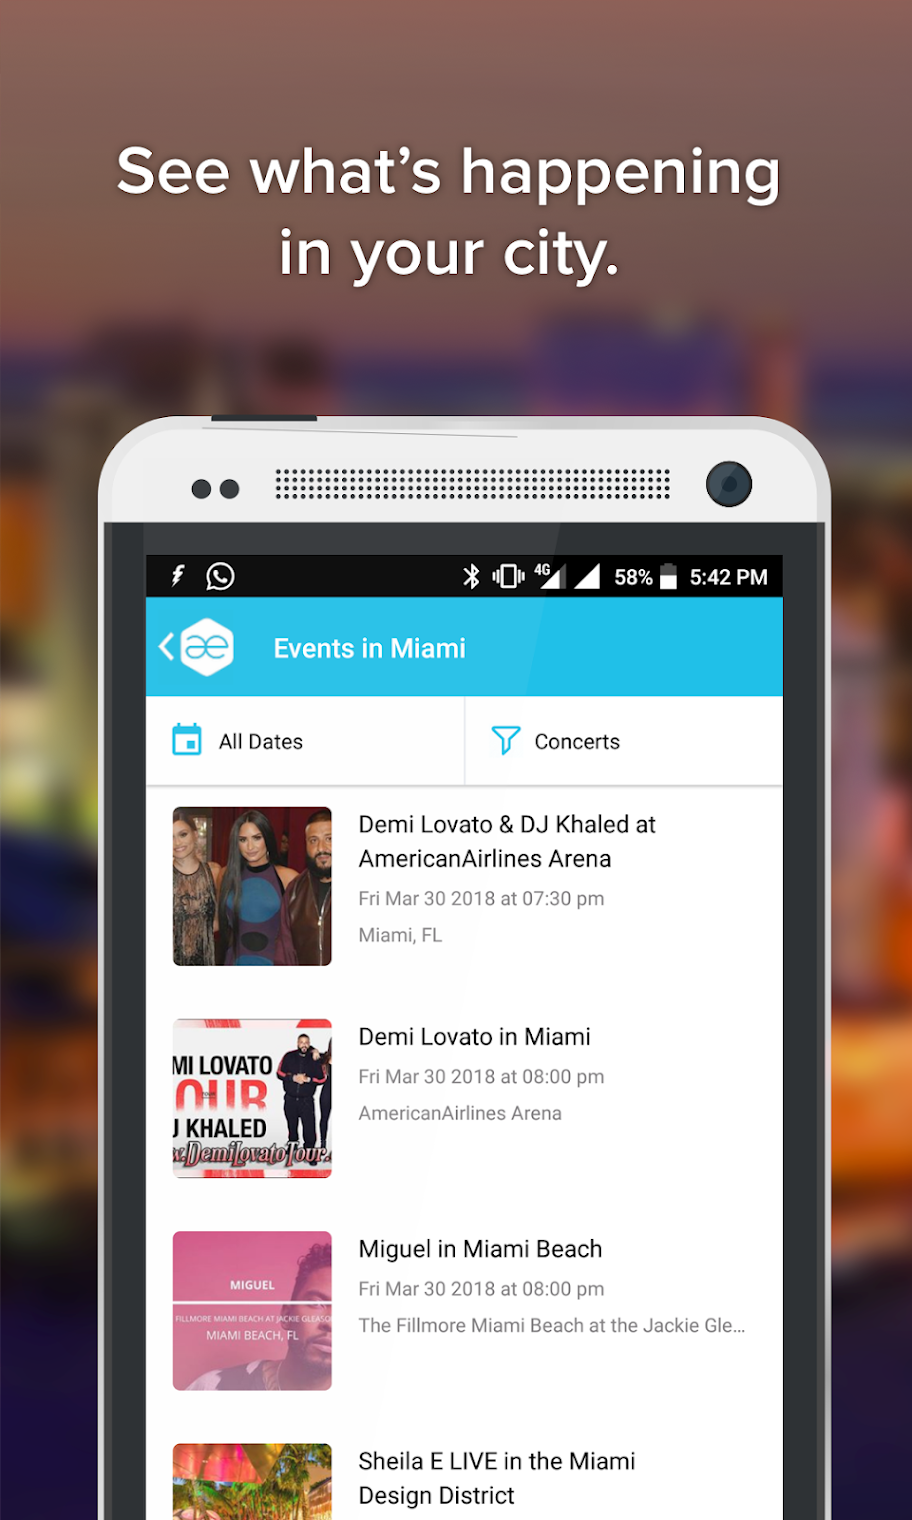 See what's happening
in your city.
4G
58%
5:42 PM
æ
Events in Miami
All Dates
Concerts
Demi Lovato & DJ Khaled at
AmericanAirlines Arena
Fri Mar 30 2018 at 07:30 pm
Miami, FL
MI LOVATO
OUR
J KHALED
w.DemiLovatoTour.
Demi Lovato in Miami
Fri Mar 30 2018 at 08:00 pm
AmericanAirlines Arena
MIGUEL
FILLMORE MIAMI BEACH AT JACKIE GLEASO
MIAMI BEACH, FL
Miguel in Miami Beach
Fri Mar 30 2018 at 08:00 pm
The Fillmore Miami Beach at the Jackie Gle...
Sheila E LIVE in the Miami
Design District